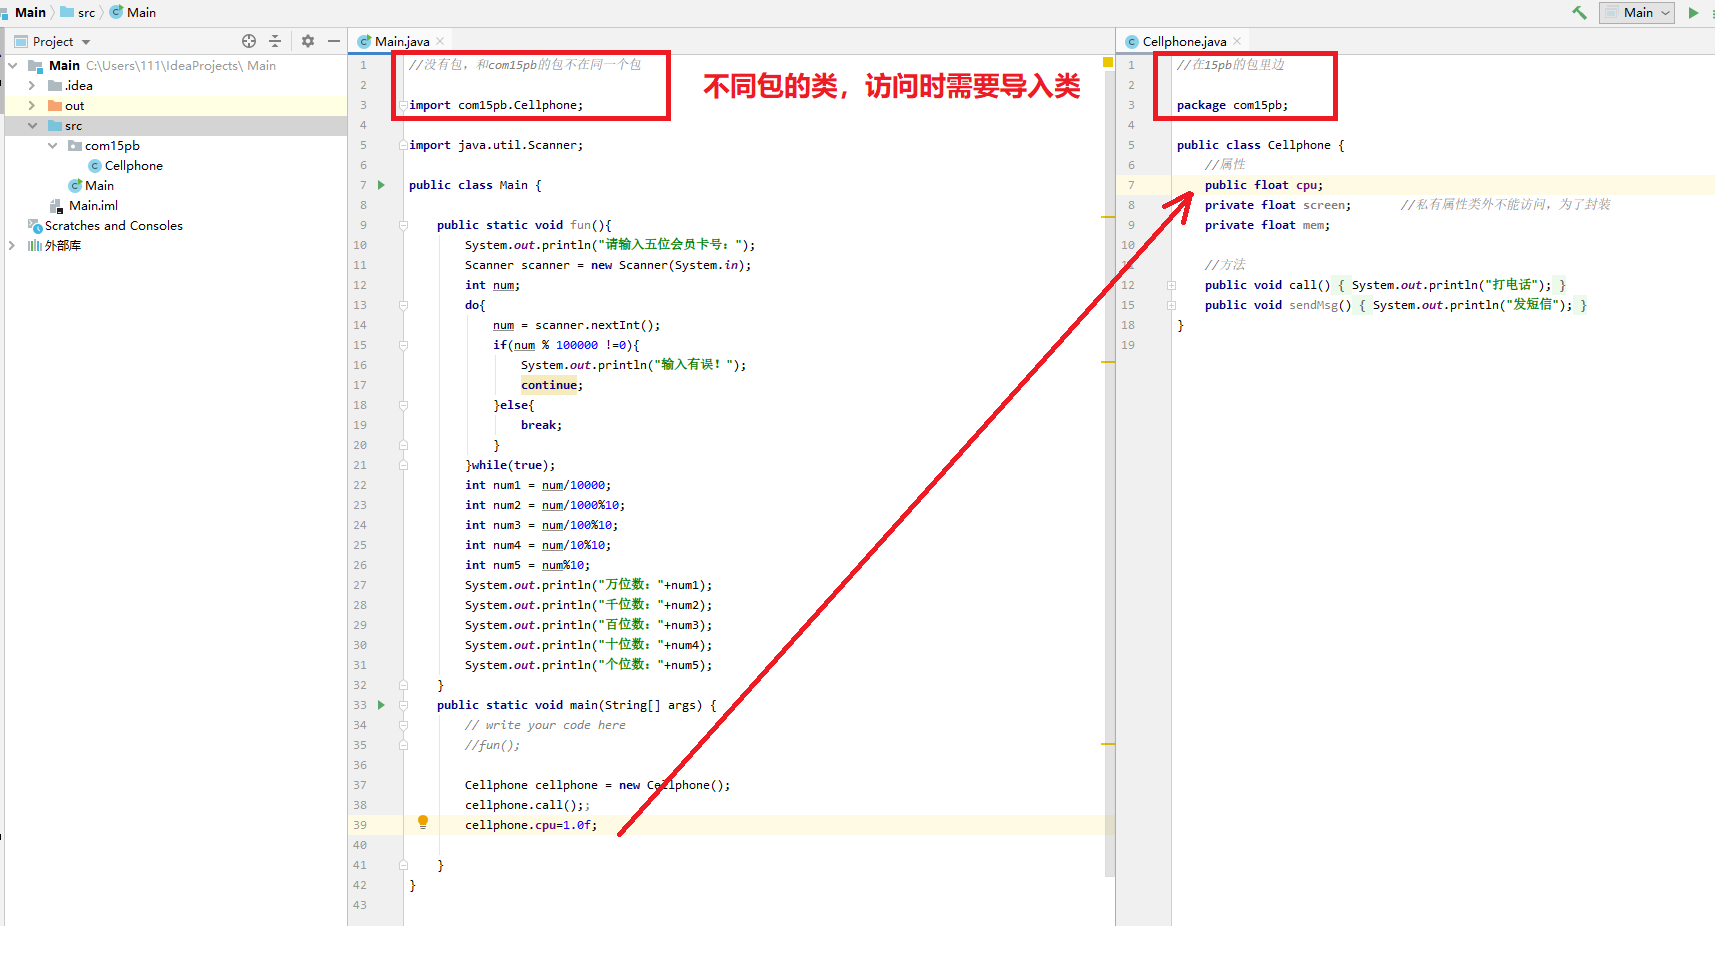 Main src Main
Main
Project
Main C:\Users\111\IdeaProjects\ Main
.idea
out
src
com15pb
Cellphone
Main
Main.iml
Scratches and Consoles
外部库
Main.java
1 //没有包，和com15pb的包不在同一个包
2
3 import com15pb.Cellphone;
不同包的类，访问时需要导入类
4
5 import java.util.Scanner;
6
7 public class Main {
8
9 public static void fun(){
10 System.out.println("请输入五位会员卡号：");
11 Scanner scanner = new Scanner(System.in);
12 int num;
13 do{
14 num = scanner.nextInt();
15 if(num % 100000 !=0){
16 System.out.println("输入有误！");
17 continue;
18 }else{
19 break;
20 }
21 }while(true);
22 int num1 = num/10000;
23 int num2 = num/1000%10;
24 int num3 = num/100%10;
25 int num4 = num/10%10;
26 int num5 = num%10;
27 System.out.println("万位数："+num1);
28 System.out.println("千位数："+num2);
29 System.out.println("百位数："+num3);
30 System.out.println("十位数："+num4);
31 System.out.println("个位数："+num5);
32 }
33 public static void main(String[] args) {
34 // write your code here
35 //fun();
36
37 Cellphone cellphone = new Cellphone();
38 cellphone.call();;
39 cellphone.cpu=1.0f;
40
41 }
42 }
43
Cellphone.java
1 //在15pb的包里边
2
3 package com15pb;
4
5 public class Cellphone {
6 //属性
7 public float cpu;
8 private float screen; //私有属性类外不能访问，为了封装
9 private float mem;
10
11 //方法
12 public void call() { System.out.println("打电话"); }
15 public void sendMsg() { System.out.println("发短信"); }
18 }
19